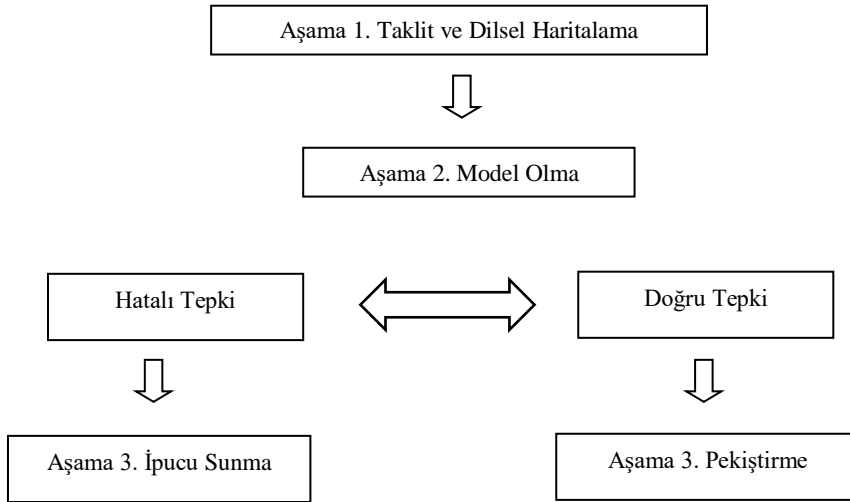 Aşama 1. Taklit ve Dilsel Haritalama
Aşama 2. Model Olma
Hatalı Tepki
Doğru Tepki
Aşama 3. İpucu Sunma
Aşama 3. Pekiştirme